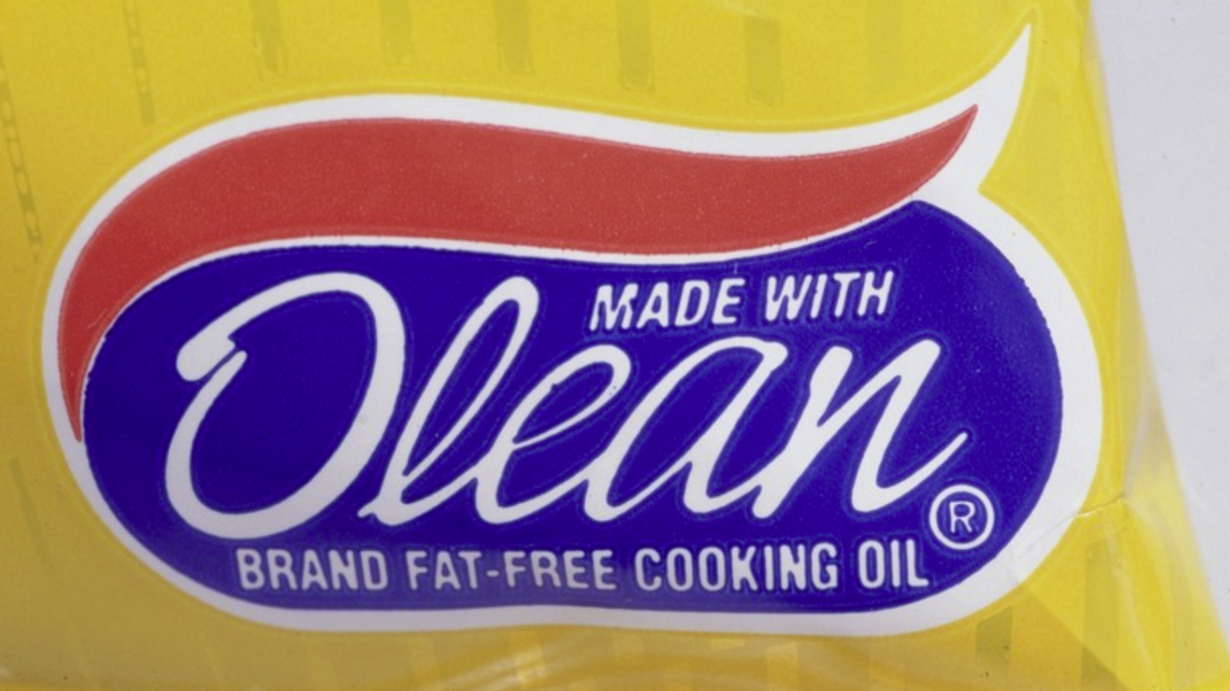 MADE WITH
Olean®
BRAND FAT-FREE COOKING OIL